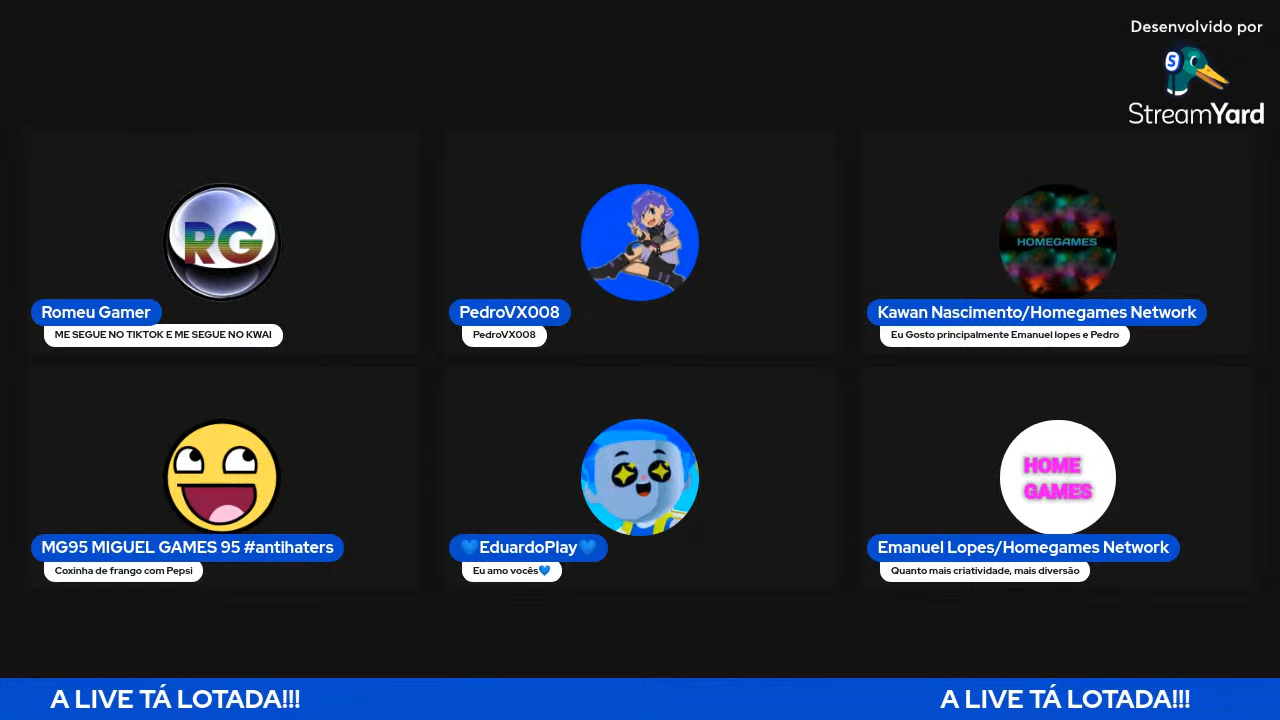 Desenvolvido por
S
StreamYard
RG
Romeu Gamer
ME SEGUE NO TIKTOK E ME SEGUE NO KWAI
PedroVX008
PedroVX008
HOMEGAMES
Kawan Nascimento/Homegames Network
Eu Gosto principalmente Emanuel lopes e Pedro
MG95 MIGUEL GAMES 95 #antihaters
Coxinha de frango com Pepsi
💙EduardoPlay💙
Eu amo vocês💙
HOME
GAMES
Emanuel Lopes/Homegames Network
Quanto mais criatividade, mais diversão
A LIVE TÁ LOTADA!!! A LIVE TÁ LOTADA!!!